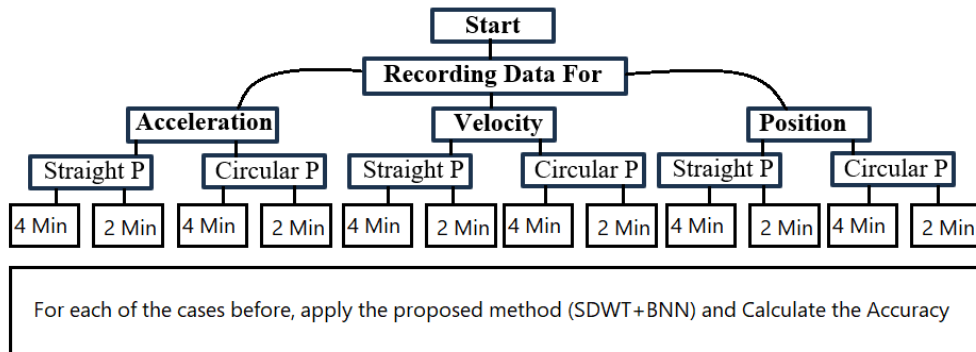 Start
Recording Data For
Acceleration Velocity Position
Straight P Circular P Straight P Circular P Straight P Circular P
4 Min 2 Min 4 Min 2 Min 4 Min 2 Min 4 Min 2 Min 4 Min 2 Min 4 Min 2 Min
For each of the cases before, apply the proposed method (SDWT+BNN) and Calculate the Accuracy